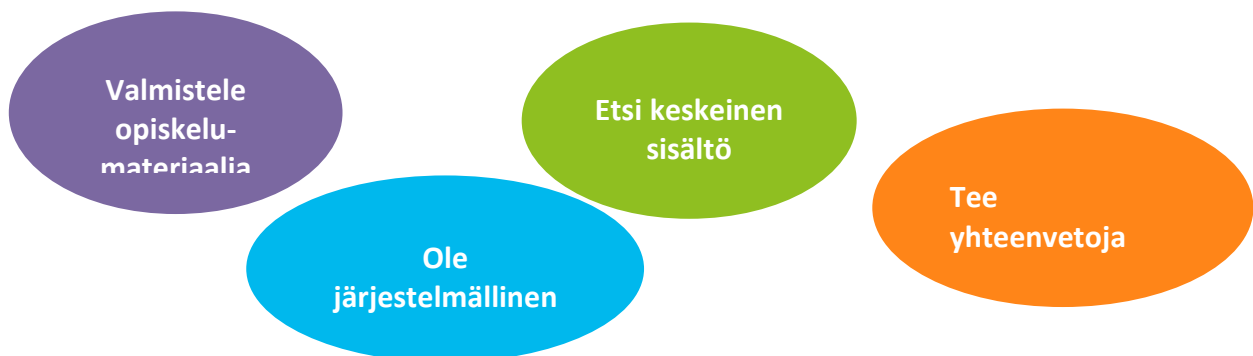 Valmistele
opiskelu-
materiaalia
Ole
järjestelmällinen
Etsi keskeinen
sisältö
Tee
yhteenvetoja